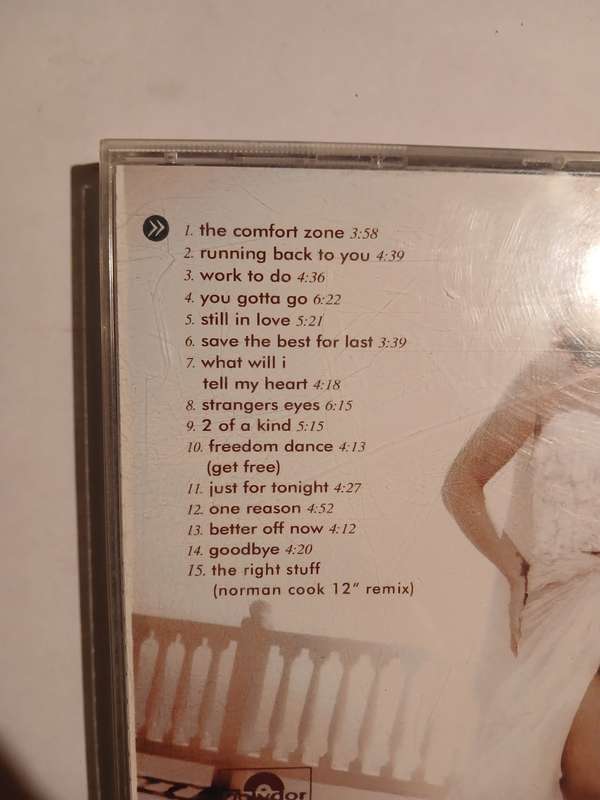 1. the comfort zone 3:58
2. running back to you 4:39
3. work to do 4:36
4. you gotta go 6:22
5. still in love 5:21
6. save the best for last 3:39
7. what will i
tell my heart 4:18
8. strangers eyes 6:15
9. 2 of a kind 5:15
10. freedom dance 4:13
(get free)
11. just for tonight 4:27
12. one reason 4:52
13. better off now 4:12
14. goodbye 4:20
15. the right stuff
(norman cook 12" remix)